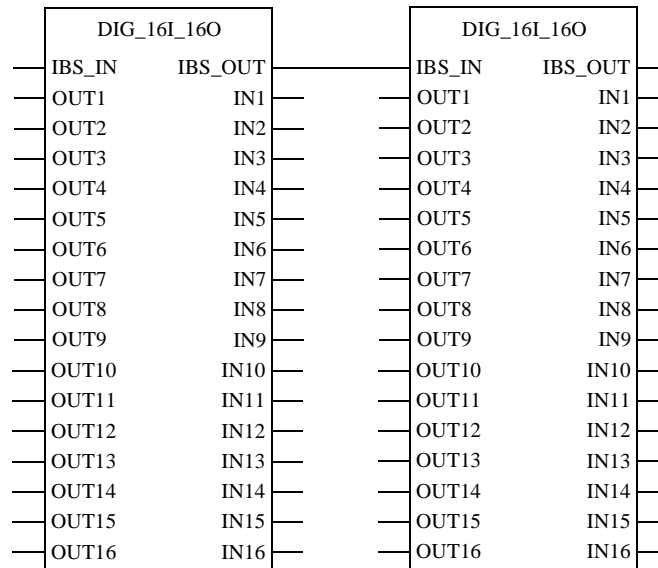 DIG_16I_16O DIG_16I_16O
IBS_IN IBS_OUT IBS_IN IBS_OUT
OUT1 IN1 OUT1 IN1
OUT2 IN2 OUT2 IN2
OUT3 IN3 OUT3 IN3
OUT4 IN4 OUT4 IN4
OUT5 IN5 OUT5 IN5
OUT6 IN6 OUT6 IN6
OUT7 IN7 OUT7 IN7
OUT8 IN8 OUT8 IN8
OUT9 IN9 OUT9 IN9
OUT10 IN10 OUT10 IN10
OUT11 IN11 OUT11 IN11
OUT12 IN12 OUT12 IN12
OUT13 IN13 OUT13 IN13
OUT14 IN14 OUT14 IN14
OUT15 IN15 OUT15 IN15
OUT16 IN16 OUT16 IN16